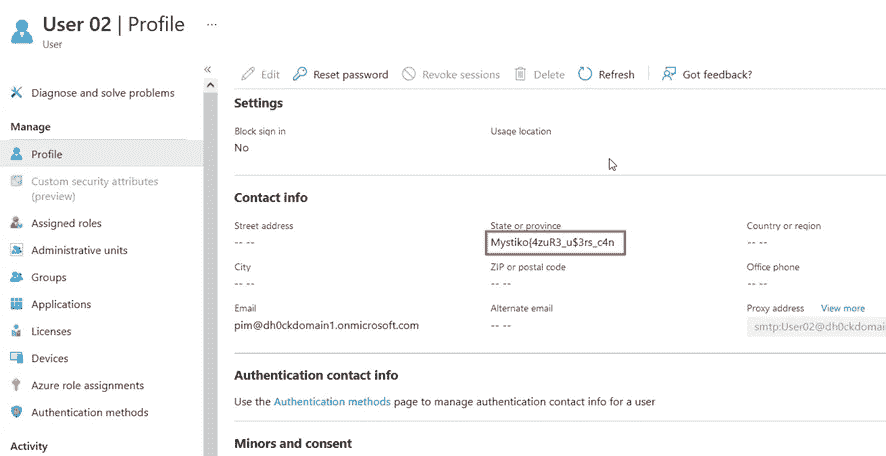 User 02 | Profile ...
User
«
Edit Reset password Revoke sessions Delete Refresh Got feedback?
Diagnose and solve problems
Manage
Profile
Custom security attributes
(preview)
Assigned roles
Administrative units
Groups
Applications
Licenses
Devices
Azure role assignments
Authentication methods
Activity
Settings
Block sign in Usage location
No
Contact info
Street address State or province Country or region
-- -- Mystiko{4zuR3_u$3rs_c4n -- --
City ZIP or postal code Office phone
-- -- -- -- -- --
Email Alternate email Proxy address View more
pim@dh0ckdomain1.onmicrosoft.com -- -- smtp:User02@dh0ckdomain1.
Authentication contact info
Use the Authentication methods page to manage authentication contact info for a user
Minors and consent